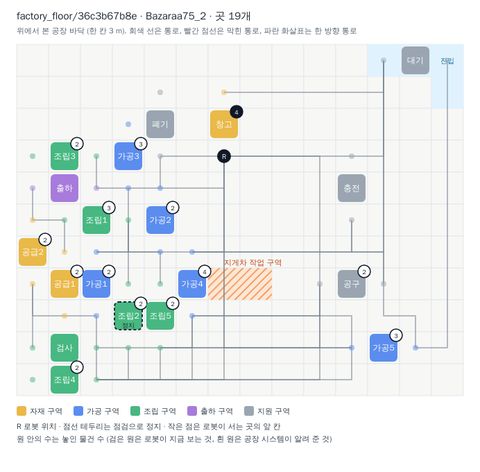 factory_floor/36c3b67b8e · Bazaraa75_2 · 곳 19개
위에서 본 공장 바닥 (한 칸 3 m). 회색 선은 통로, 빨간 점선은 막힌 통로, 파란 화살표는 한 방향 통로
대기
진입
4
창고
폐기
2
조립3
3
가공3
R
출하
충전
3
조립1
2
가공2
2
공급2
지게차 작업 구역
2
공급1
2
가공1
4
가공4
2
공구
2
조립2
정지
2
조립5
검사
3
가공5
2
조립4
자재 구역
가공 구역
조립 구역
출하 구역
지원 구역
R 로봇 위치 · 점선 테두리는 점검으로 정지 · 작은 점은 로봇이 서는 곳의 앞 칸
원 안의 수는 놓인 물건 수 (검은 원은 로봇이 지금 보는 것, 흰 원은 공장 시스템이 알려 준 것)